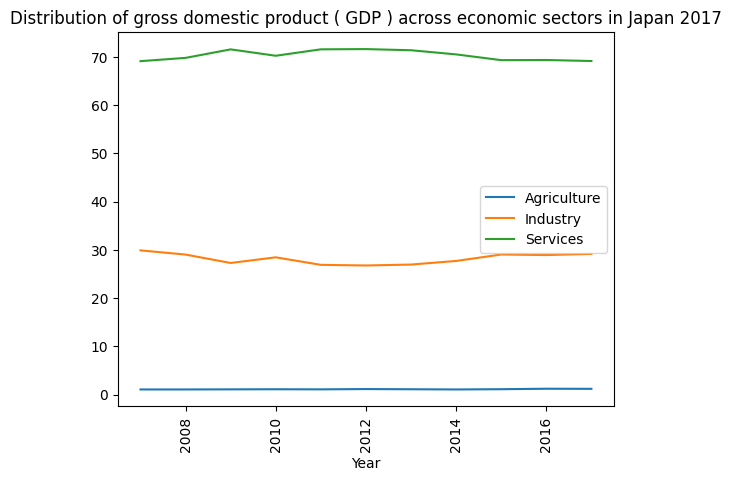 Distribution of gross domestic product ( GDP ) across economic sectors in Japan 2017
70
60
50
40
30
20
10
0
Agriculture
Industry
Services
2008
2010
2012
2014
2016
Year